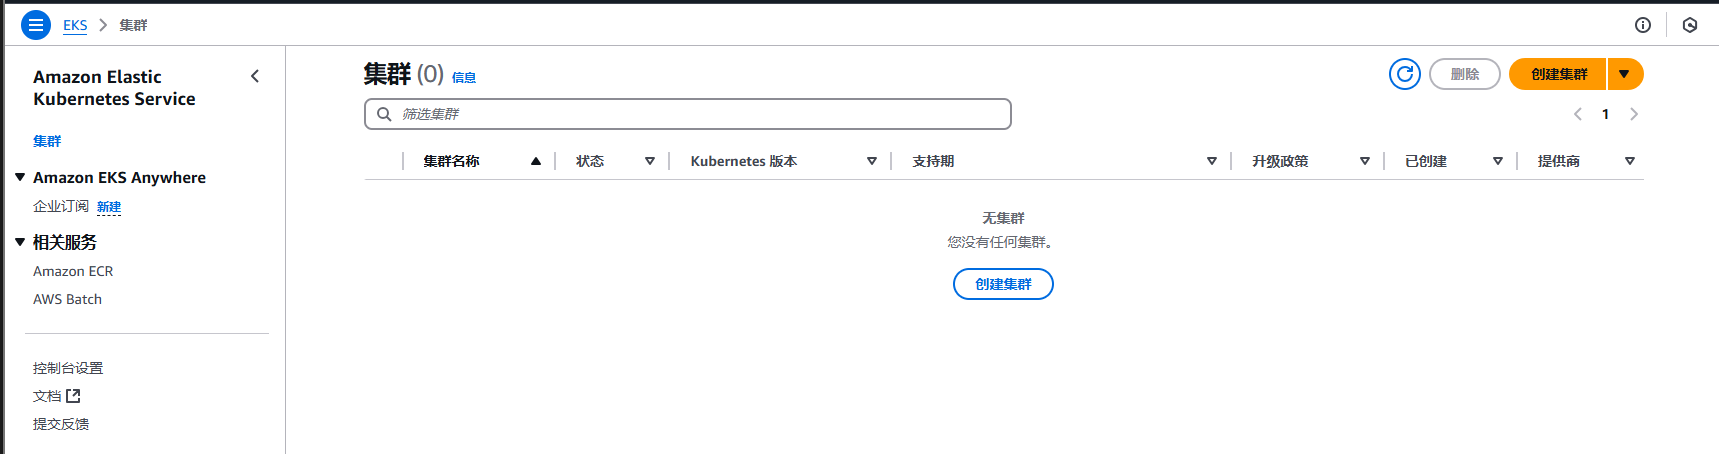 EKS > 集群
Amazon Elastic
Kubernetes Service
集群
Amazon EKS Anywhere
企业订阅 新建
相关服务
Amazon ECR
AWS Batch
控制台设置
文档
提交反馈
集群 (0) 信息
删除 创建集群
筛选集群
1
集群名称 状态 Kubernetes 版本 支持期 升级政策 已创建 提供商
无集群
您没有任何集群。
创建集群